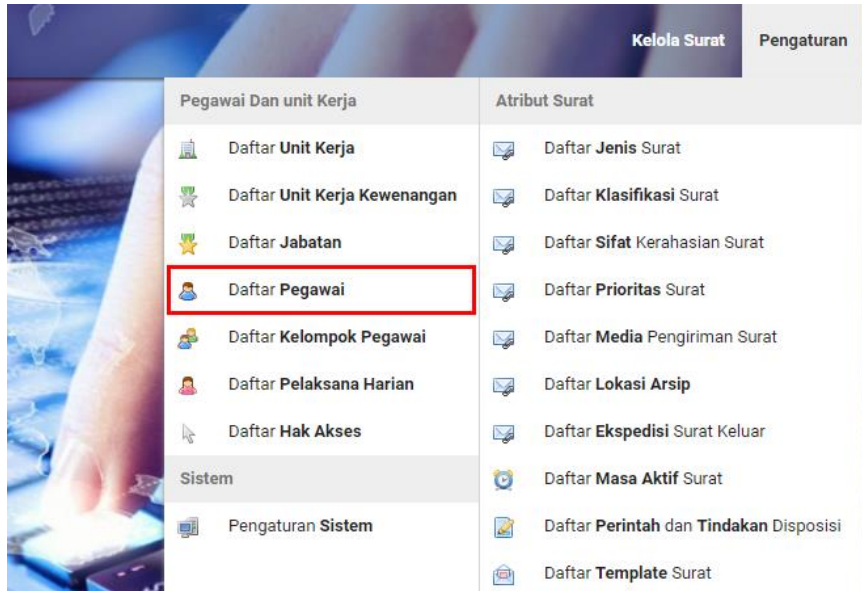 Kelola Surat
Pengaturan
Pegawai Dan unit Kerja
Daftar Unit Kerja
Daftar Unit Kerja Kewenangan
Daftar Jabatan
Daftar Pegawai
Daftar Kelompok Pegawai
Daftar Pelaksana Harian
Daftar Hak Akses
Sistem
Pengaturan Sistem
Atribut Surat
Daftar Jenis Surat
Daftar Klasifikasi Surat
Daftar Sifat Kerahasian Surat
Daftar Prioritas Surat
Daftar Media Pengiriman Surat
Daftar Lokasi Arsip
Daftar Ekspedisi Surat Keluar
Daftar Masa Aktif Surat
Daftar Perintah dan Tindakan Disposisi
Daftar Template Surat